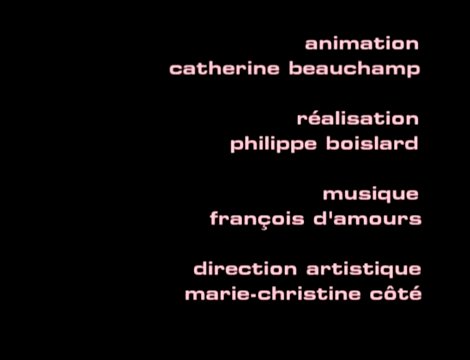 animation
catherine beauchamp
réalisation
philippe boislard
musique
françois d'amours
direction artistique
marie-christine côté